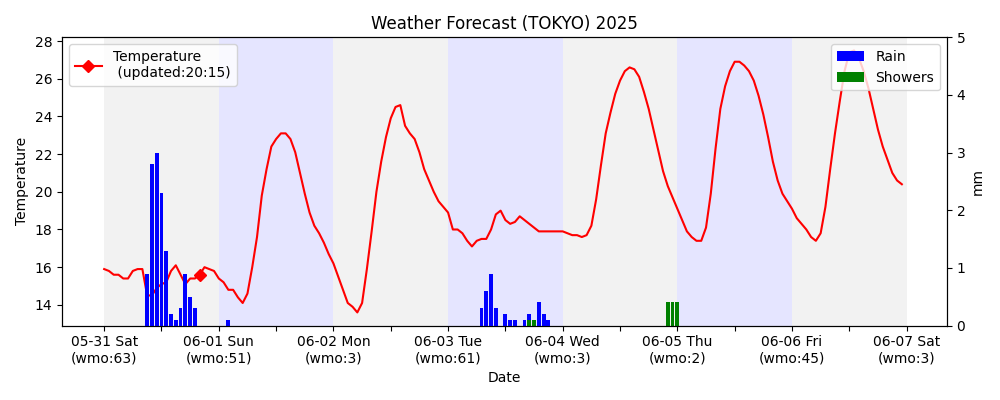 Weather Forecast (TOKYO) 2025
Temperature
(updated:20:15)
Rain
Showers
28
26
24
22
20
18
16
14
Temperature
5
4
3
2
1
0
mm
05-31 Sat 06-01 Sun 06-02 Mon 06-03 Tue 06-04 Wed 06-05 Thu 06-06 Fri 06-07 Sat
(wmo:63) (wmo:51) (wmo:3) (wmo:61) (wmo:3) (wmo:2) (wmo:45) (wmo:3)
Date